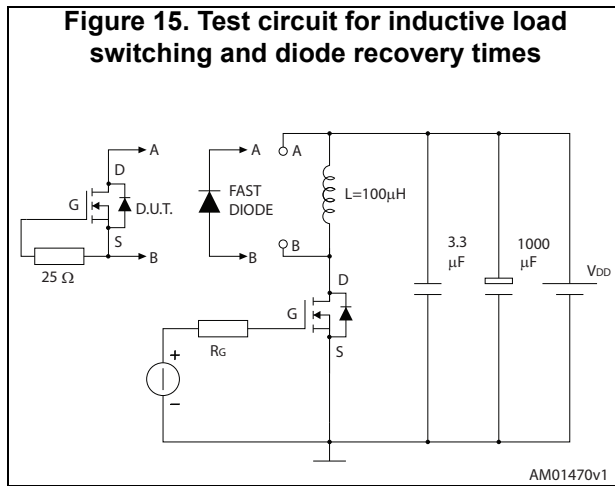 Figure 15. Test circuit for inductive load
switching and diode recovery times
A
D
G
D.U.T.
S
B
25 Ω
A
FAST
DIODE
B
A
L=100μH
B
D
G
S
RG
+
−
3.3
μF
1000
μF
VDD
AM01470v1